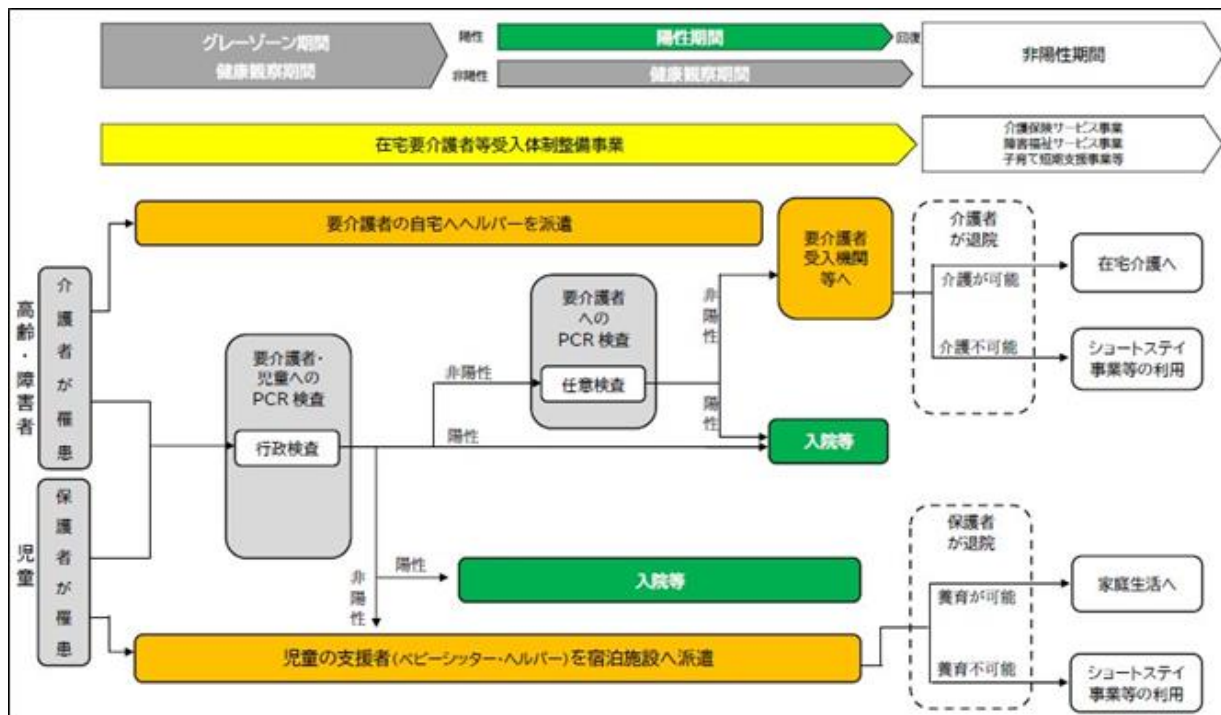 グレーゾーン期間
健康観察期間
陽性
非陽性
陽性期間
健康観察期間
回復
非陽性期間
在宅要介護者等受入体制整備事業
介護保険サービス事業
障害福祉サービス事業
子育て短期支援事業等
高齢・障害者
介護者が罹患
要介護者の自宅へヘルパーを派遣
要介護者・
児童への
PCR検査
行政検査
非陽性
陽性
要介護者
への
PCR検査
任意検査
非陽性
陽性
要介護者
受入機関
等へ
入院等
介護者
が退院
介護が可能
介護不可能
在宅介護へ
ショートステイ
事業等の利用
児童
保護者が罹患
非陽性
陽性
入院等
児童の支援者(ベビーシッター・ヘルパー)を宿泊施設へ派遣
保護者
が退院
養育が可能
養育不可能
家庭生活へ
ショートステイ
事業等の利用